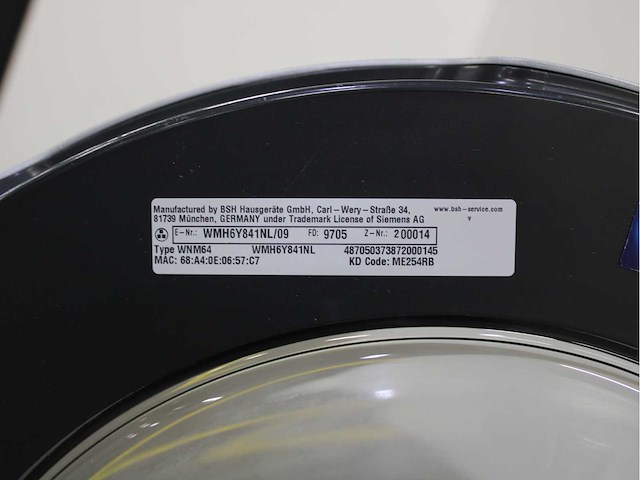 Manufactured by BSH Hausgeräte GmbH, Carl-Wery-Straße 34, www.bsh-service.com
81739 München, GERMANY under Trademark License of Siemens AG v
E-Nr.: WMH6Y841NL/09 FD: 9705 Z-Nr.: 200014
Type WNM64 WMH6Y841NL 487050373872000145
MAC: 68:A4:0E:06:57:C7 KD Code: ME254RB